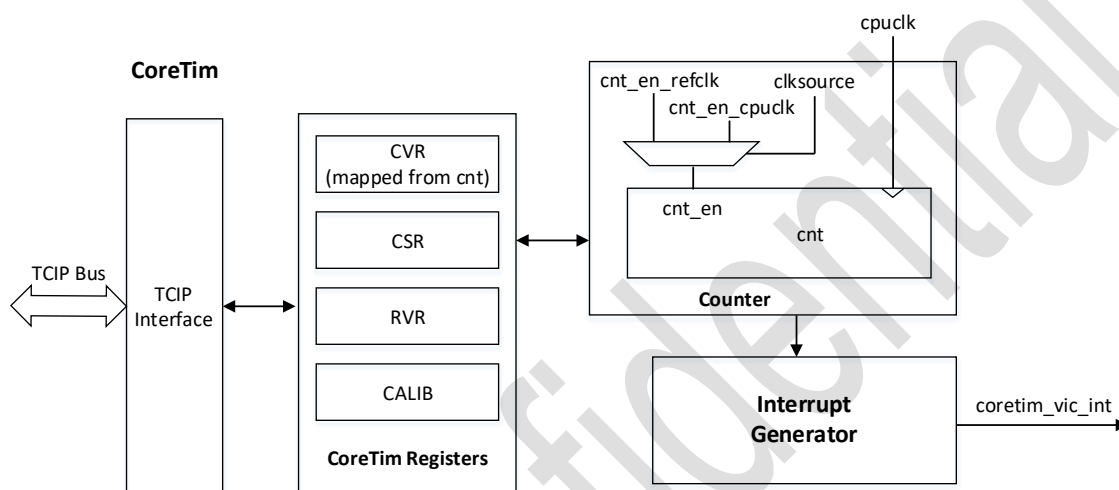 cpuclk
CoreTim
cnt_en_refclk
clksource
cnt_en_cpuclk
CVR
(mapped from cnt)
cnt_en
CSR
cnt
TCIP Bus
TCIP
Interface
RVR
Counter
CALIB
Interrupt
Generator
coretim_vic_int
CoreTim Registers
fidential